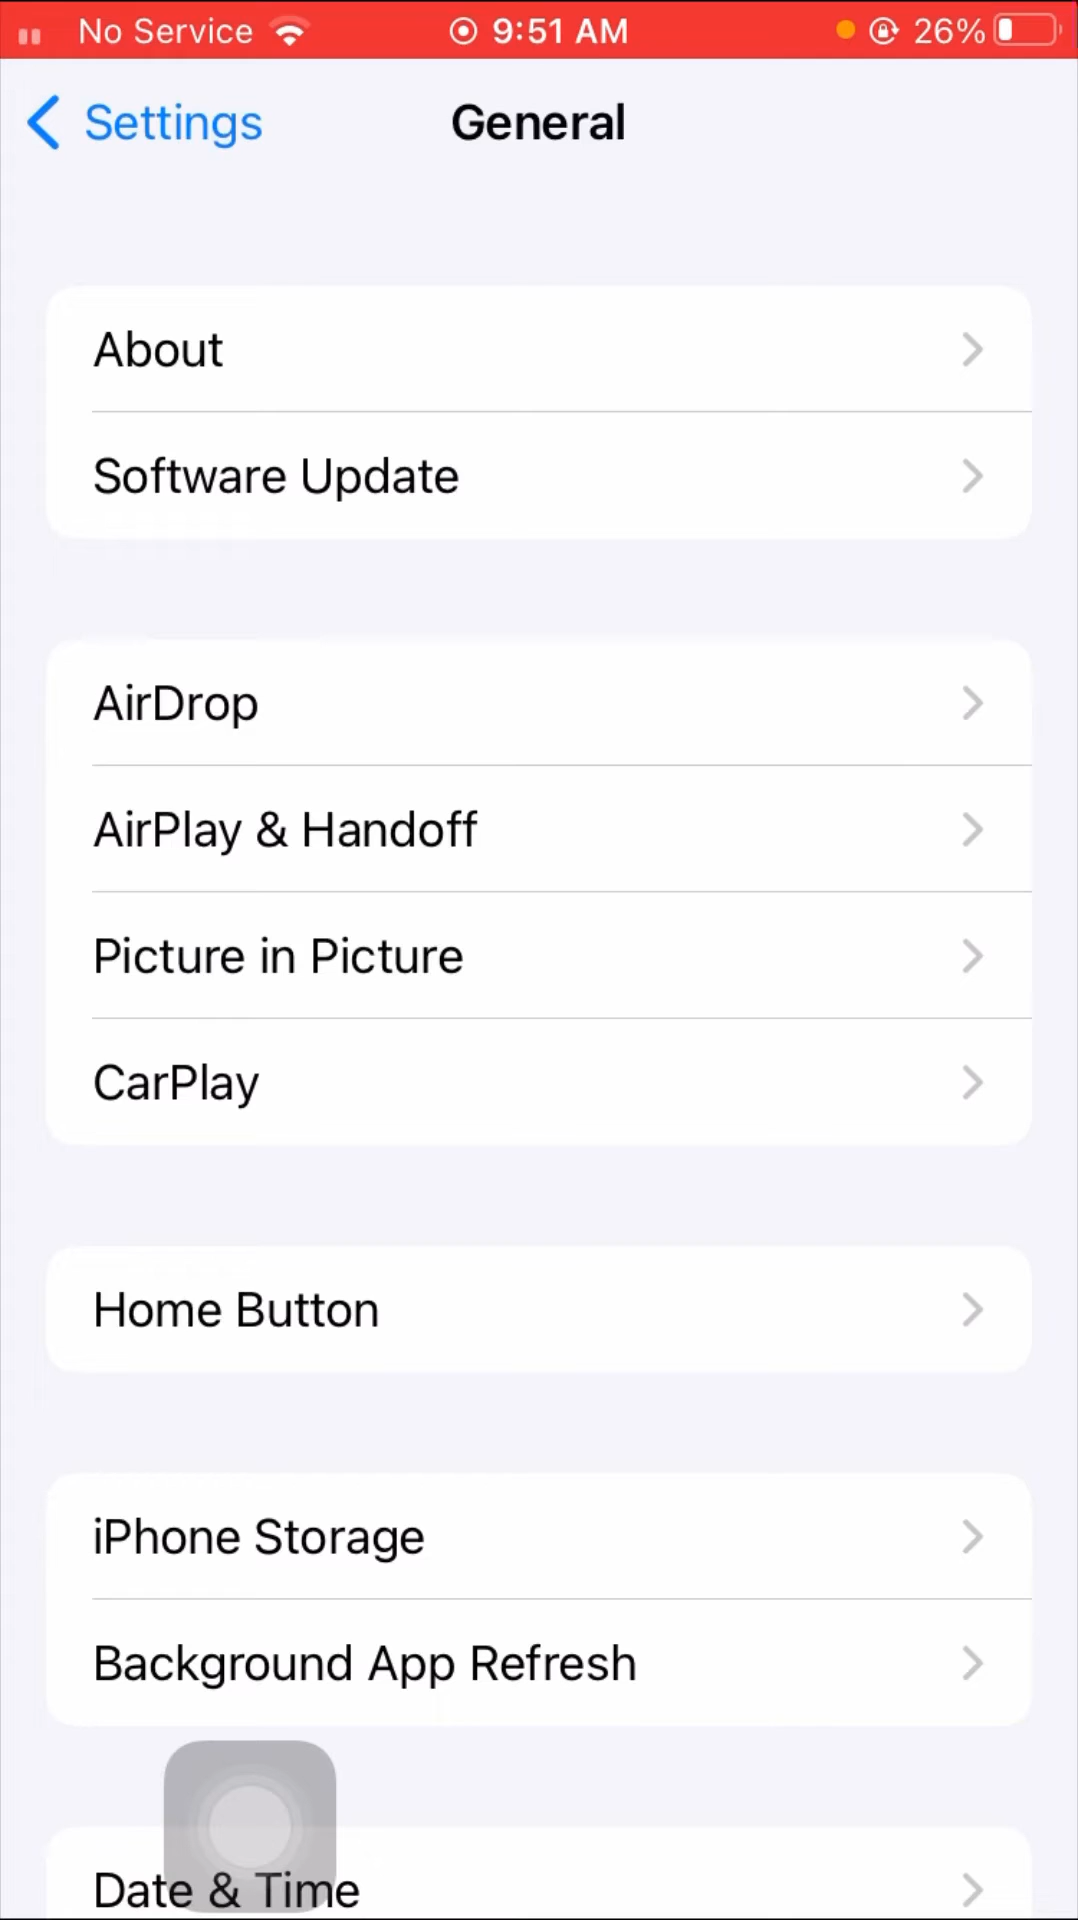 No Service 9:51 AM 26%
Settings General
About
Software Update
AirDrop
AirPlay & Handoff
Picture in Picture
CarPlay
Home Button
iPhone Storage
Background App Refresh
Date & Time